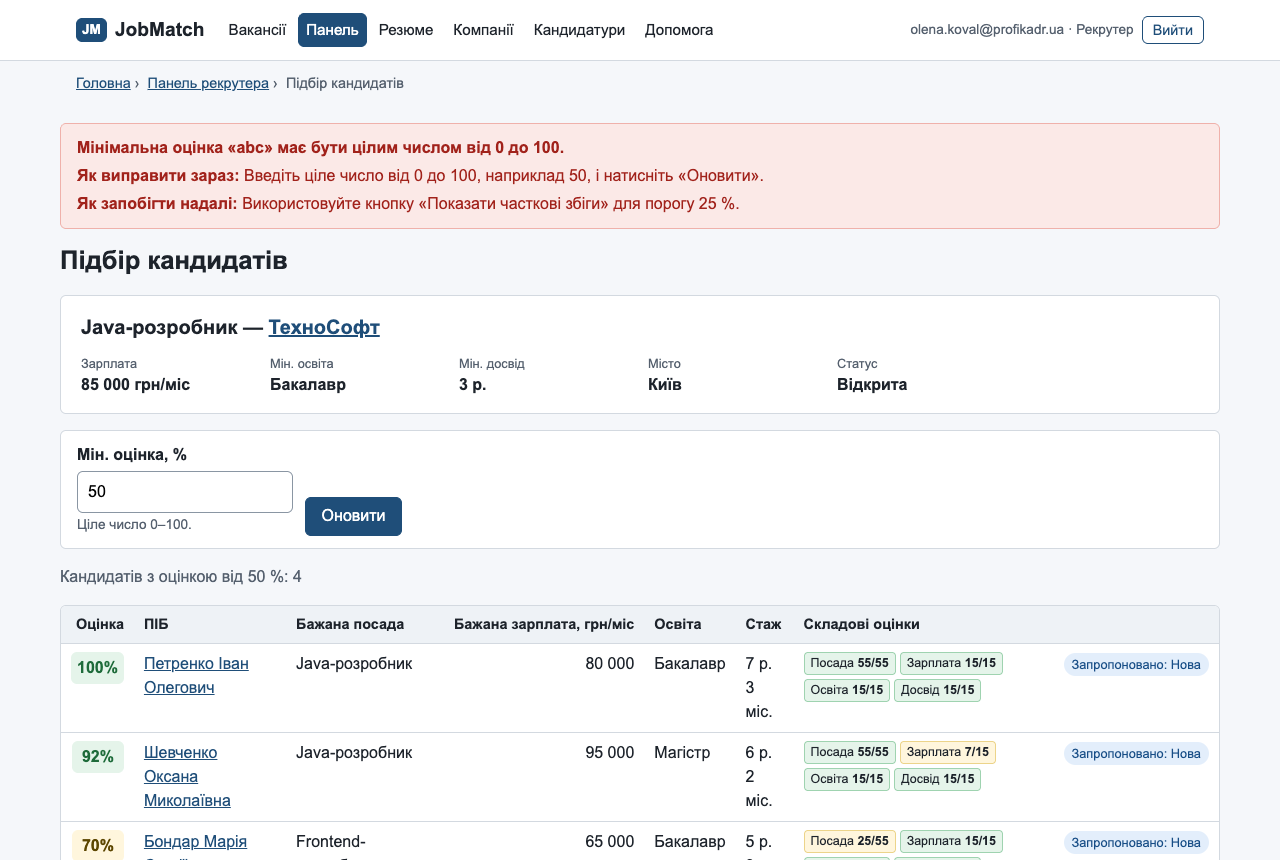 JM JobMatch Вакансії Панель Резюме Компанії Кандидатури Допомога olena.koval@profikadr.ua · Рекрутер Вийти
Головна › Панель рекрутера › Підбір кандидатів
Мінімальна оцінка «abc» має бути цілим числом від 0 до 100.
Як виправити зараз: Введіть ціле число від 0 до 100, наприклад 50, і натисніть «Оновити».
Як запобігти надалі: Використовуйте кнопку «Показати часткові збіги» для порогу 25 %.
Підбір кандидатів
Java-розробник — ТехноСофт
Зарплата Мін. освіта Мін. досвід Місто Статус
85 000 грн/міс Бакалавр 3 р. Київ Відкрита
Мін. оцінка, %
50
Оновити
Ціле число 0–100.
Кандидатів з оцінкою від 50 %: 4
Оцінка ПІБ Бажана посада Бажана зарплата, грн/міс Освіта Стаж Складові оцінки
100% Петренко Іван Java-розробник 80 000 Бакалавр 7 р. Посада 55/55 Зарплата 15/15 Запропоновано: Нова
Олегович 3 Освіта 15/15 Досвід 15/15
міс.
92% Шевченко Java-розробник 95 000 Магістр 6 р. Посада 55/55 Зарплата 7/15 Запропоновано: Нова
Оксана 2 Освіта 15/15 Досвід 15/15
Миколаївна міс.
70% Бондар Марія Frontend- 65 000 Бакалавр 5 р. Посада 25/55 Зарплата 15/15 Запропоновано: Нова